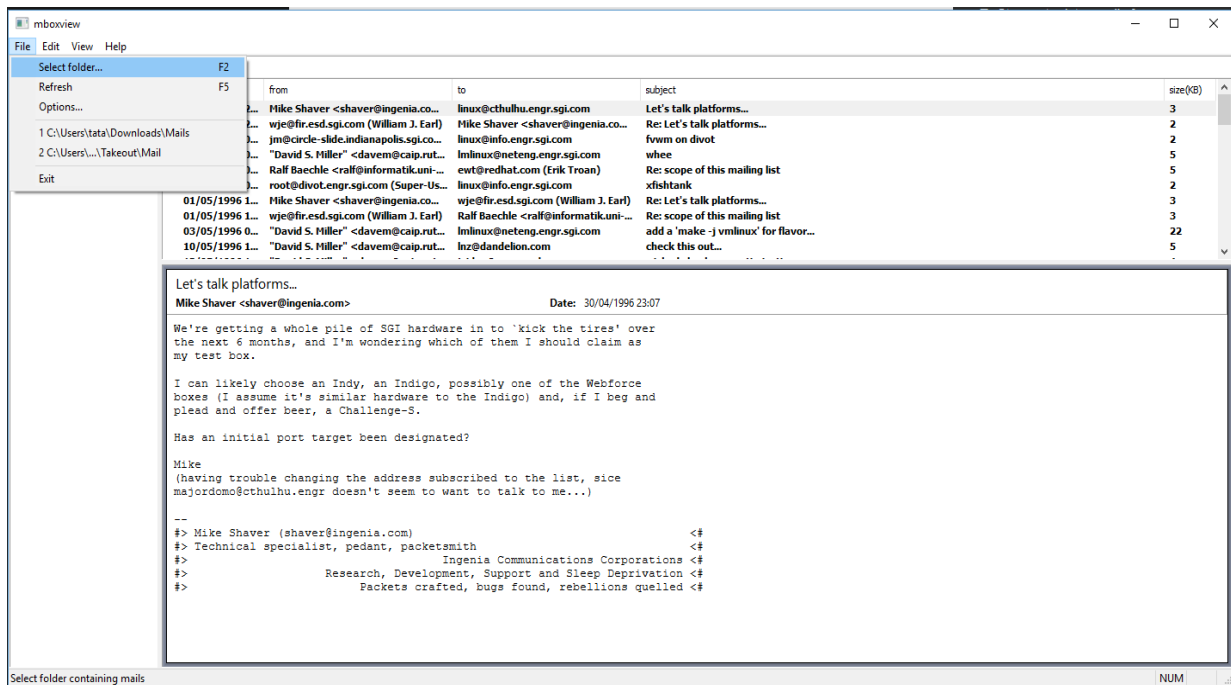 mboxview
File Edit View Help
Select folder... F2
Refresh F5
Options...
1 C:\Users\tata\Downloads\Mails
2 C:\Users\...\Takeout\Mail
Exit
from to subject size(KB)
2... Mike Shaver <shaver@ingenia.co... linux@cthulhu.engr.sgi.com Let's talk platforms... 3
2... wje@fir.esd.sgi.com (William J. Earl) Mike Shaver <shaver@ingenia.co... Re: Let's talk platforms... 2
0... jm@circle-slide.indianapolis.sgi.co... linux@info.engr.sgi.com fvwm on divot 2
0... "David S. Miller" <davem@caip.rut... lmlinux@neteng.engr.sgi.com whee 5
0... Ralf Baechle <ralf@informatik.uni-... ewt@redhat.com (Erik Troan) Re: scope of this mailing list 5
0... root@divot.engr.sgi.com (Super-Us... linux@info.engr.sgi.com xfishtank 2
01/05/1996 1... Mike Shaver <shaver@ingenia.co... wje@fir.esd.sgi.com (William J. Earl) Re: Let's talk platforms... 3
01/05/1996 1... wje@fir.esd.sgi.com (William J. Earl) Ralf Baechle <ralf@informatik.uni-... Re: scope of this mailing list 3
03/05/1996 0... "David S. Miller" <davem@caip.rut... lmlinux@neteng.engr.sgi.com add a 'make -j vmlinux' for flavor... 22
10/05/1996 1... "David S. Miller" <davem@caip.rut... lnz@dandelion.com check this out... 5
Let's talk platforms...
Mike Shaver <shaver@ingenia.com> Date: 30/04/1996 23:07
We're getting a whole pile of SGI hardware in to `kick the tires' over
the next 6 months, and I'm wondering which of them I should claim as
my test box.
I can likely choose an Indy, an Indigo, possibly one of the Webforce
boxes (I assume it's similar hardware to the Indigo) and, if I beg and
plead and offer beer, a Challenge-S.
Has an initial port target been designated?
Mike
(having trouble changing the address subscribed to the list, sice
majordomo@cthulhu.engr doesn't seem to want to talk to me...)
--
#> Mike Shaver (shaver@ingenia.com) <#
#> Technical specialist, pedant, packetsmith <#
#> Ingenia Communications Corporations <#
#> Research, Development, Support and Sleep Deprivation <#
#> Packets crafted, bugs found, rebellions quelled <#
Select folder containing mails NUM